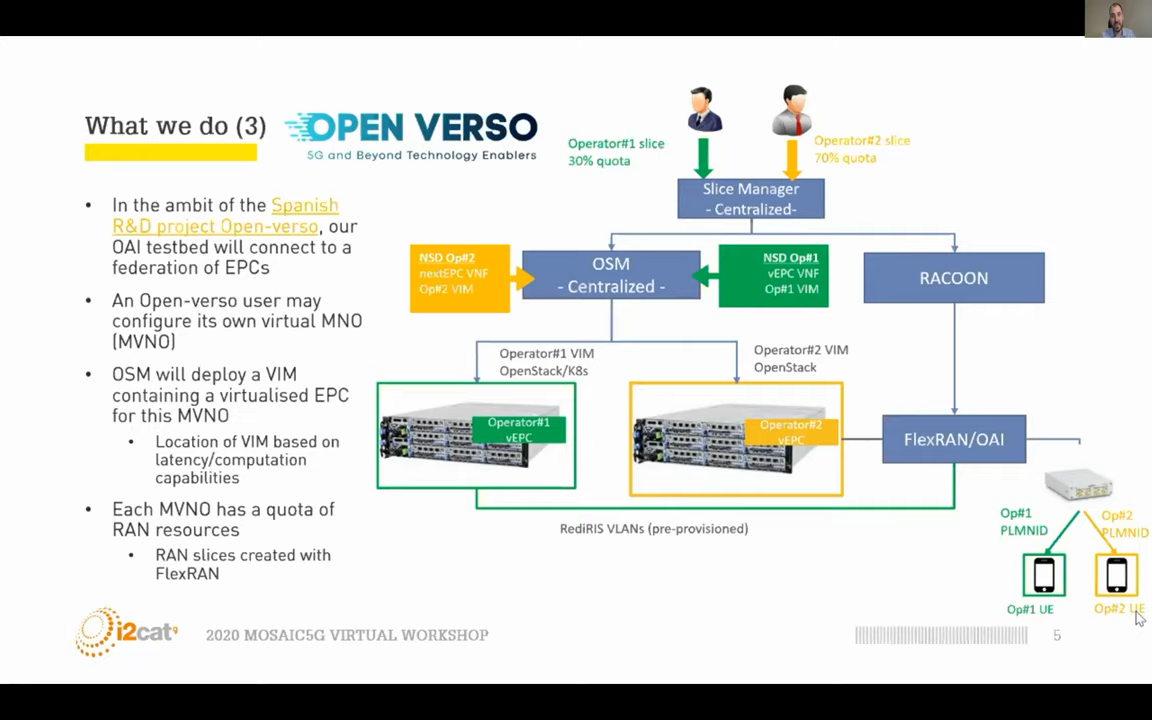 What we do (3)
OPEN VERSO
5G and Beyond Technology Enablers
• In the ambit of the Spanish
R&D project Open-verso, our
OAI testbed will connect to a
federation of EPCs
• An Open-verso user may
configure its own virtual MNO
(MVNO)
• OSM will deploy a VIM
containing a virtualised EPC
for this MVNO
• Location of VIM based on
latency/computation
capabilities
• Each MVNO has a quota of
RAN resources
• RAN slices created with
FlexRAN
Operator#1 slice
30% quota
Operator#2 slice
70% quota
Slice Manager
- Centralized-
NSD Op#2
nextEPC VNF
Op#2 VIM
OSM
- Centralized -
NSD Op#1
vEPC VNF
Op#1 VIM
RACOON
Operator#1 VIM
OpenStack/K8s
Operator#2 VIM
OpenStack
Operator#1
vEPC
Operator#2
vEPC
FlexRAN/OAI
RediRIS VLANs (pre-provisioned)
Op#1
PLMNID
Op#2
PLMNID
Op#1 UE
Op#2 UE
i2cat
2020 MOSAIC5G VIRTUAL WORKSHOP
5